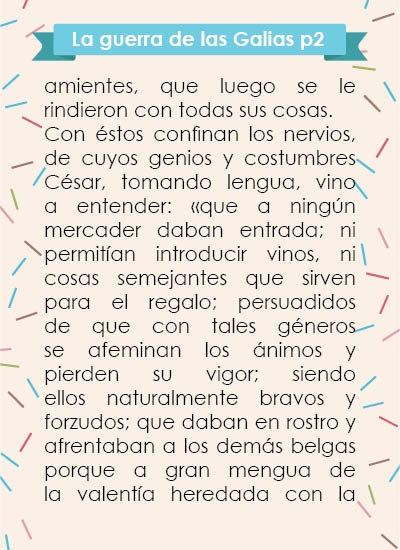 La guerra de las Galias p2
amientes, que luego se le
rindieron con todas sus cosas.
Con éstos confinan los nervios,
de cuyos genios y costumbres
César, tomando lengua, vino
a entender: «que a ningún
mercader daban entrada; ni
permitían introducir vinos, ni
cosas semejantes que sirven
para el regalo; persuadidos
de que con tales géneros
se afeminan los ánimos y
pierden su vigor; siendo
ellos naturalmente bravos y
forzudos; que daban en rostro y
afrentaban a los demás belgas
porque a gran mengua de
la valentía heredada con la